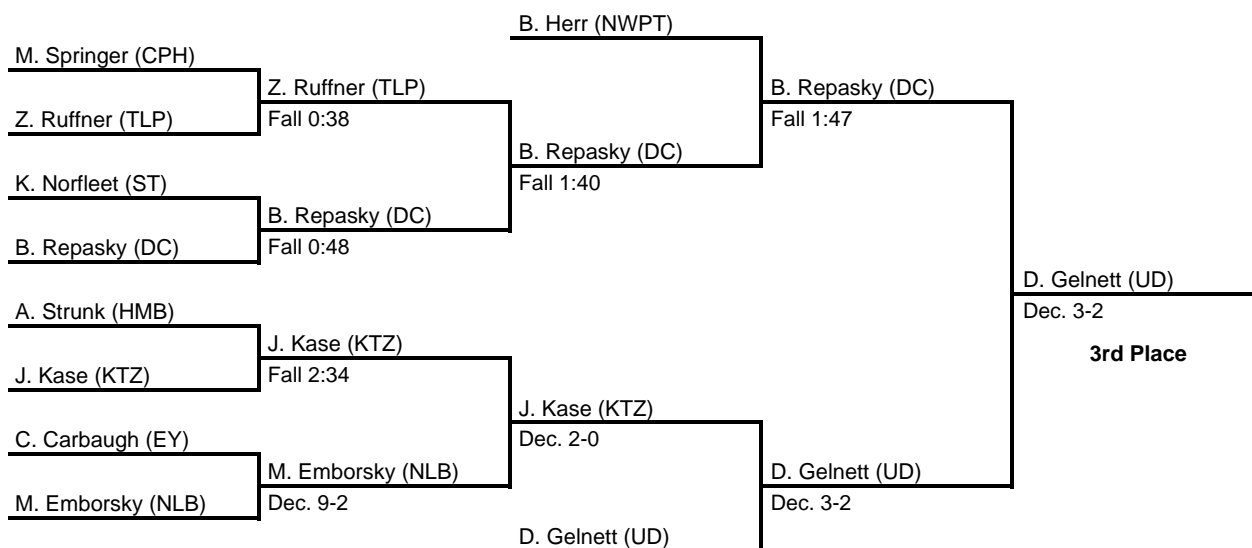 B. Herr (NWPT)
M. Springer (CPH)
Z. Ruffner (TLP)
B. Repasky (DC)
Z. Ruffner (TLP)
Fall 0:38
Fall 1:47
B. Repasky (DC)
K. Norfleet (ST)
Fall 1:40
B. Repasky (DC)
B. Repasky (DC)
Fall 0:48
D. Gelnett (UD)
A. Strunk (HMB)
Dec. 3-2
J. Kase (KTZ)
3rd Place
J. Kase (KTZ)
Fall 2:34
J. Kase (KTZ)
C. Carbaugh (EY)
Dec. 2-0
M. Emborsky (NLB)
D. Gelnett (UD)
M. Emborsky (NLB)
Dec. 9-2
Dec. 3-2
D. Gelnett (UD)